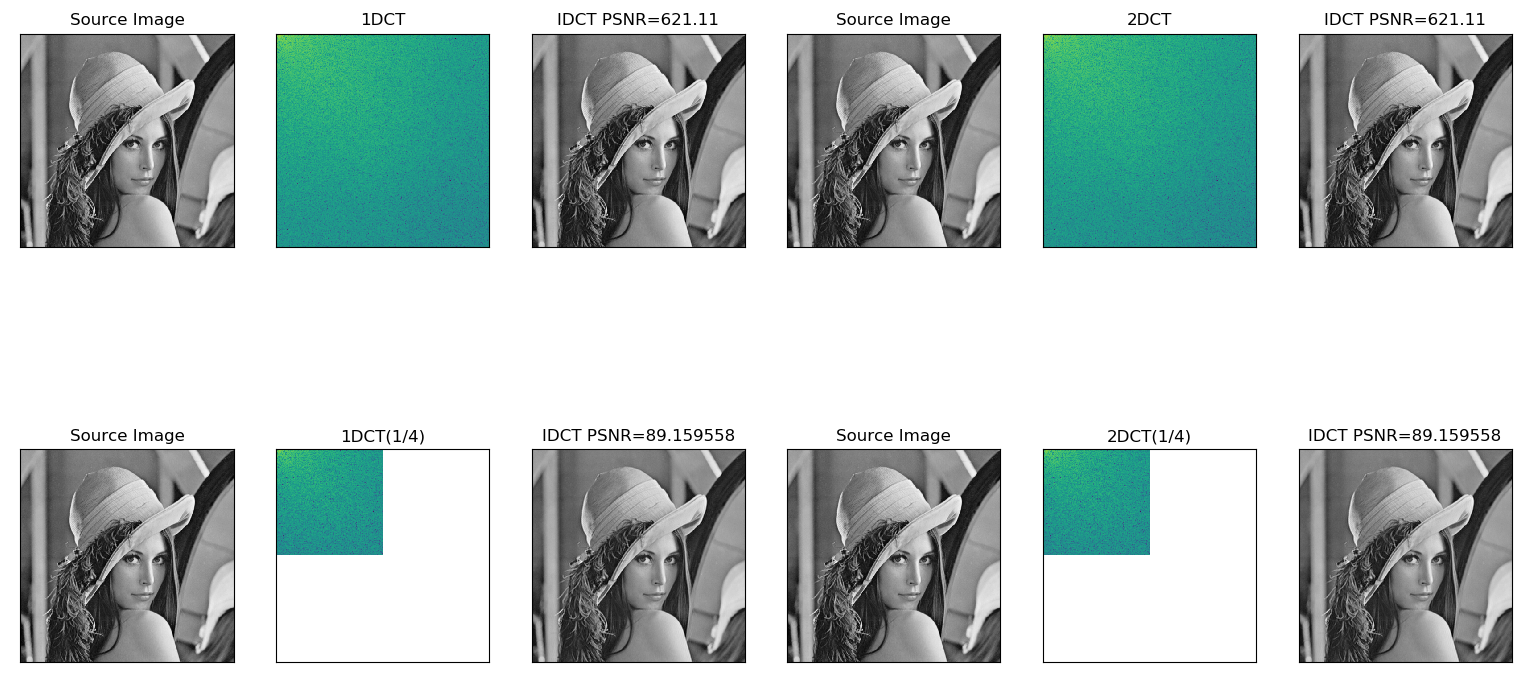 Source Image
1DCT
IDCT PSNR=621.11
Source Image
2DCT
IDCT PSNR=621.11
Source Image
1DCT(1/4)
IDCT PSNR=89.159558
Source Image
2DCT(1/4)
IDCT PSNR=89.159558